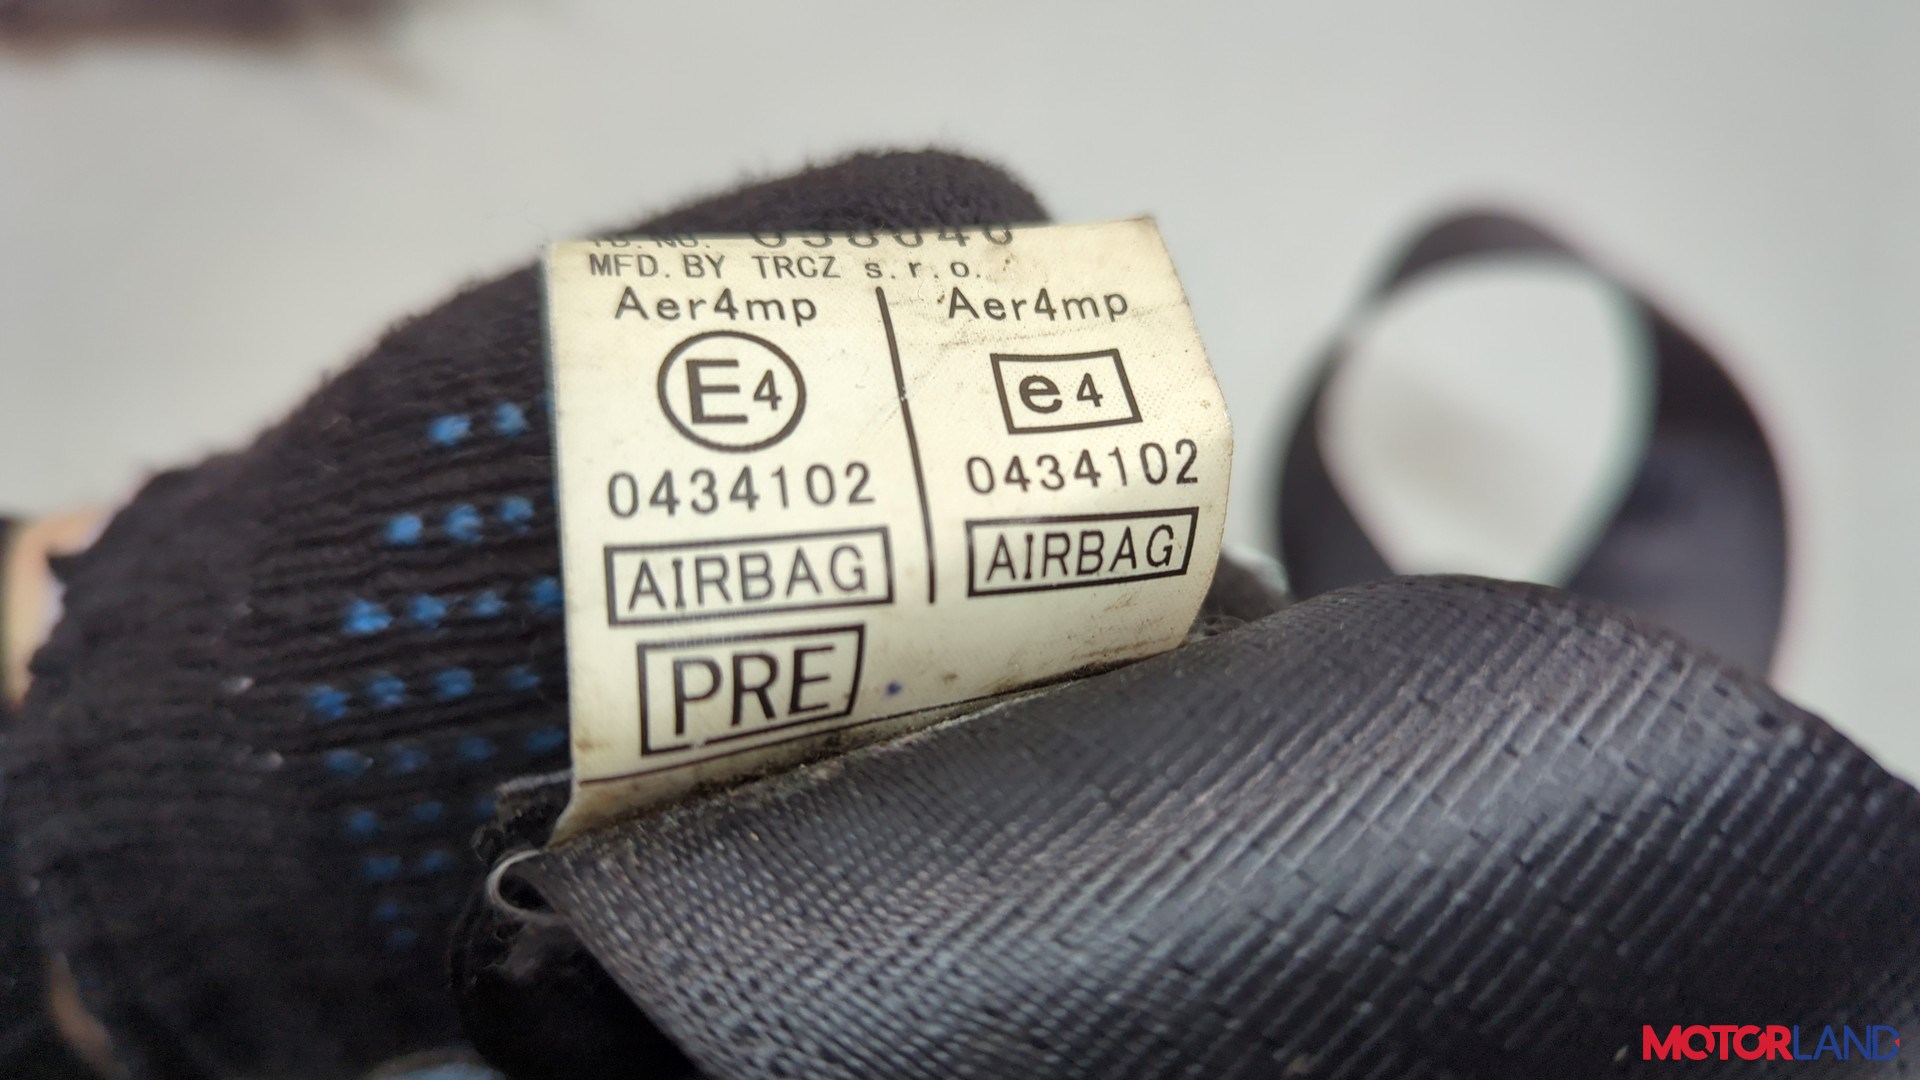 MFD. BY TRCZ s.r.o.
Aer4mp
Aer4mp
E4
e4
0434102
0434102
AIRBAG
AIRBAG
PRE
MOTORLAND